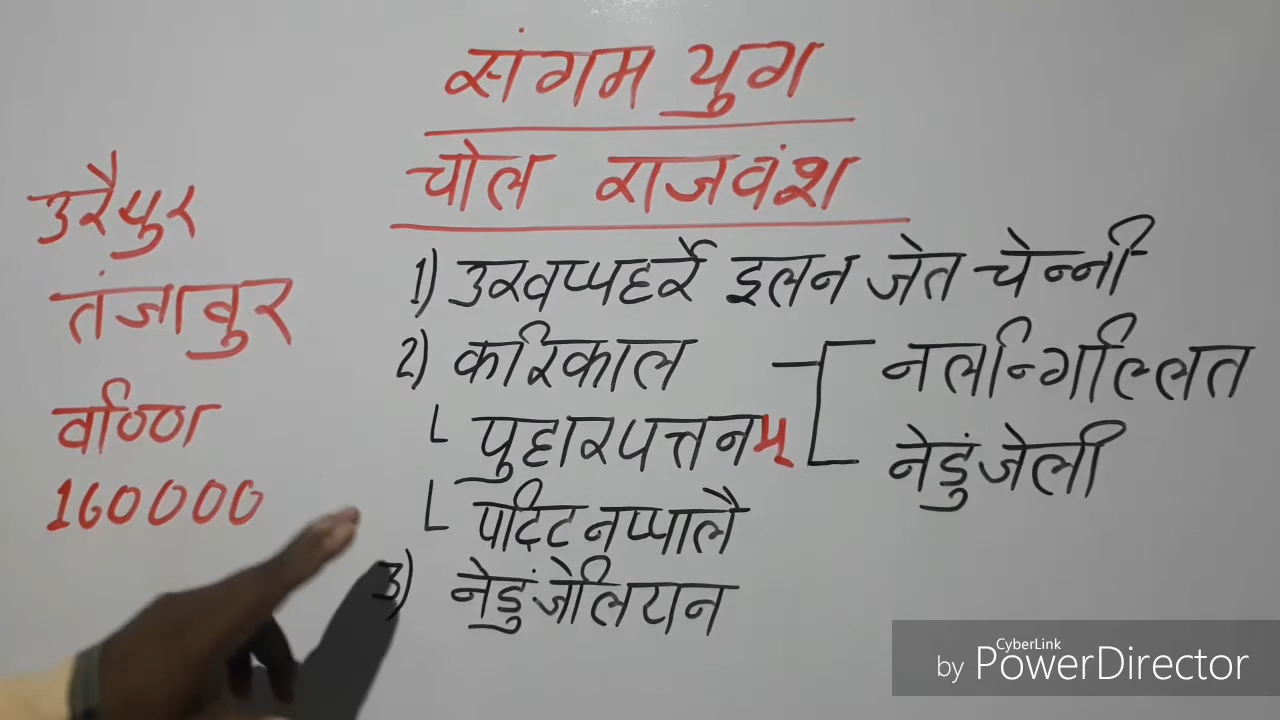 संगम युग
चोल राजवंश
उरैयुर
तंजाबुर
वण्णि
160000
1) उरवप्पहर्रे इलन जेत चेन्नी
2) करिकाल
└ पुहारपत्तनम्
└ पट्टिनप्पालै
3) नेडुंजेलियन
नलन्गिल्लित
नेडुंजेली
CyberLink
by PowerDirector